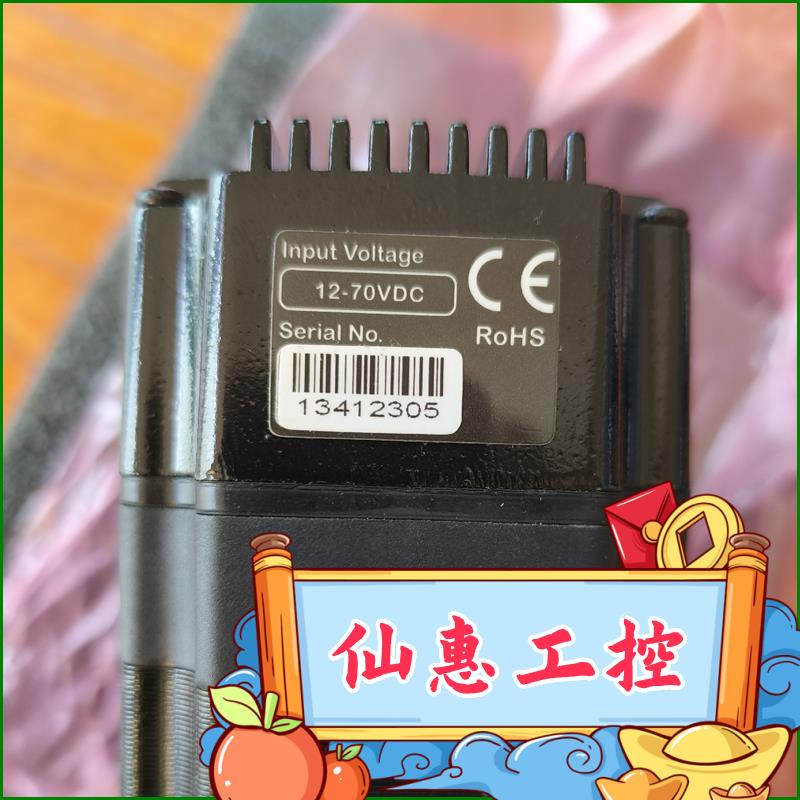 Input Voltage
12-70VDC
CE
Serial No.
RoHS
13412305
仙惠工控